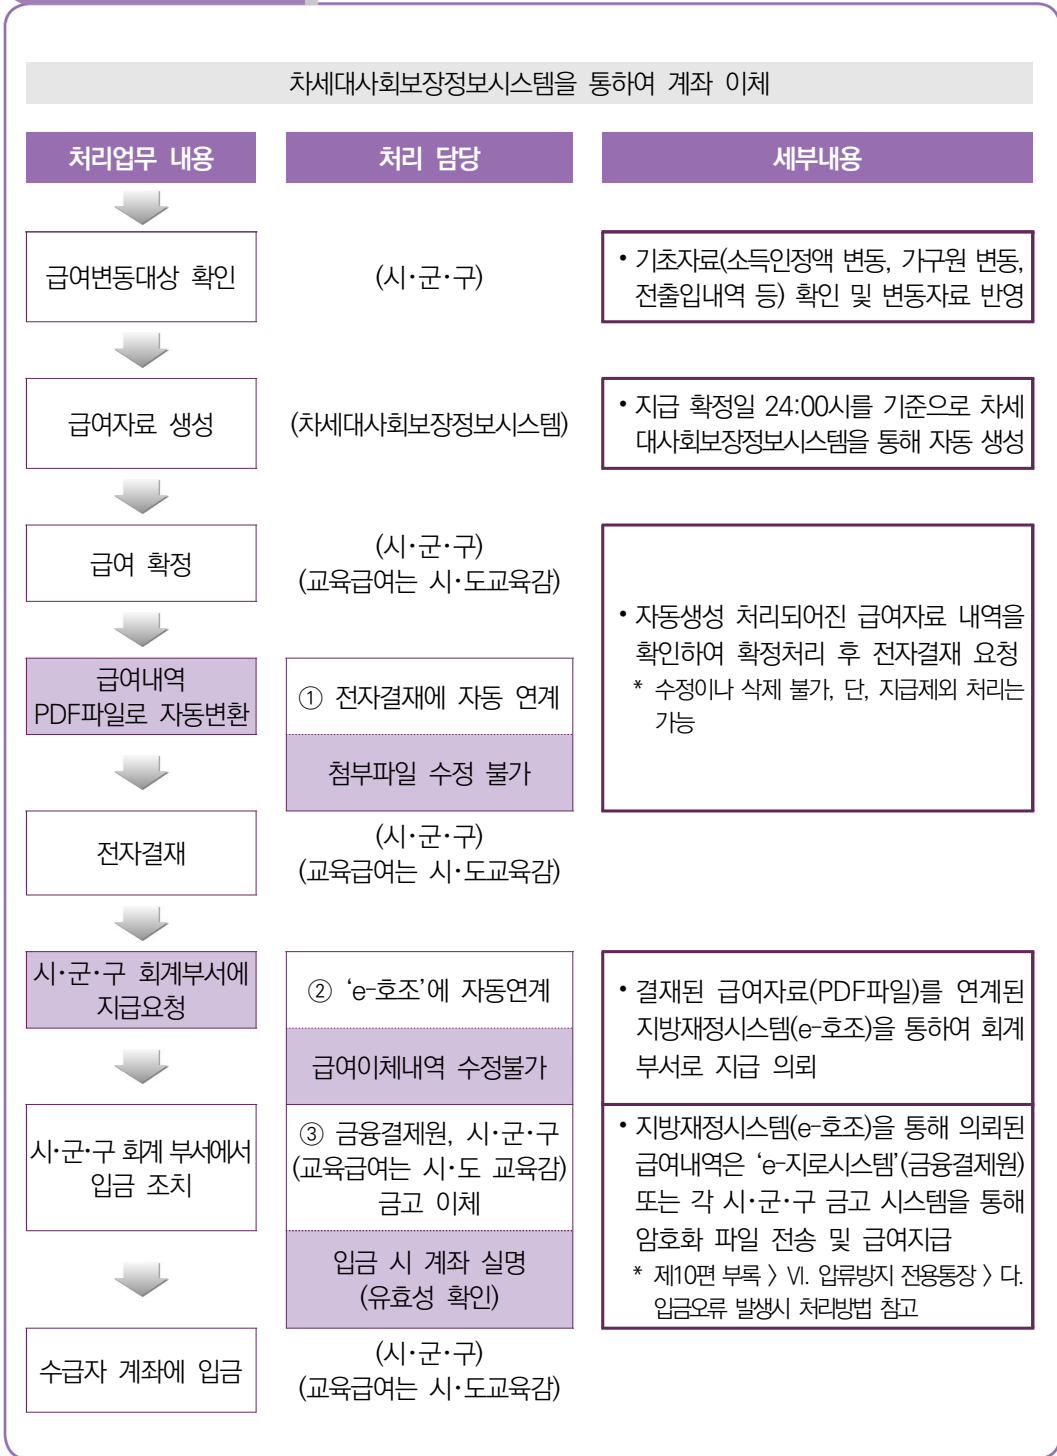 차세대사회보장정보시스템을 통하여 계좌 이체
처리업무 내용
처리 담당
세부내용
급여변동대상 확인
(시·군·구)
• 기초자료(소득인정액 변동, 가구원 변동,
전출입내역 등) 확인 및 변동자료 반영
급여자료 생성
(차세대사회보장정보시스템)
• 지급 확정일 24:00시를 기준으로 차세
대사회보장정보시스템을 통해 자동 생성
급여 확정
(시·군·구)
(교육급여는 시·도교육감)
• 자동생성 처리되어진 급여자료 내역을
확인하여 확정처리 후 전자결재 요청
* 수정이나 삭제 불가, 단, 지급제외 처리는
가능
급여내역
PDF파일로 자동변환
① 전자결재에 자동 연계
첨부파일 수정 불가
전자결재
(시·군·구)
(교육급여는 시·도교육감)
시·군·구 회계부서에
지급요청
② ‘e-호조’에 자동연계
급여이체내역 수정불가
• 결재된 급여자료(PDF파일)를 연계된
지방재정시스템(e-호조)을 통하여 회계
부서로 지급 의뢰
시·군·구 회계 부서에서
입금 조치
③ 금융결제원, 시·군·구
(교육급여는 시·도 교육감)
금고 이체
입금 시 계좌 실명
(유효성 확인)
• 지방재정시스템(e-호조)을 통해 의뢰된
급여내역은 ‘e-지로시스템’(금융결제원)
또는 각 시·군·구 금고 시스템을 통해
암호화 파일 전송 및 급여지급
* 제10편 부록 > Ⅵ. 압류방지 전용통장 > 다.
입금오류 발생시 처리방법 참고
수급자 계좌에 입금
(시·군·구)
(교육급여는 시·도교육감)